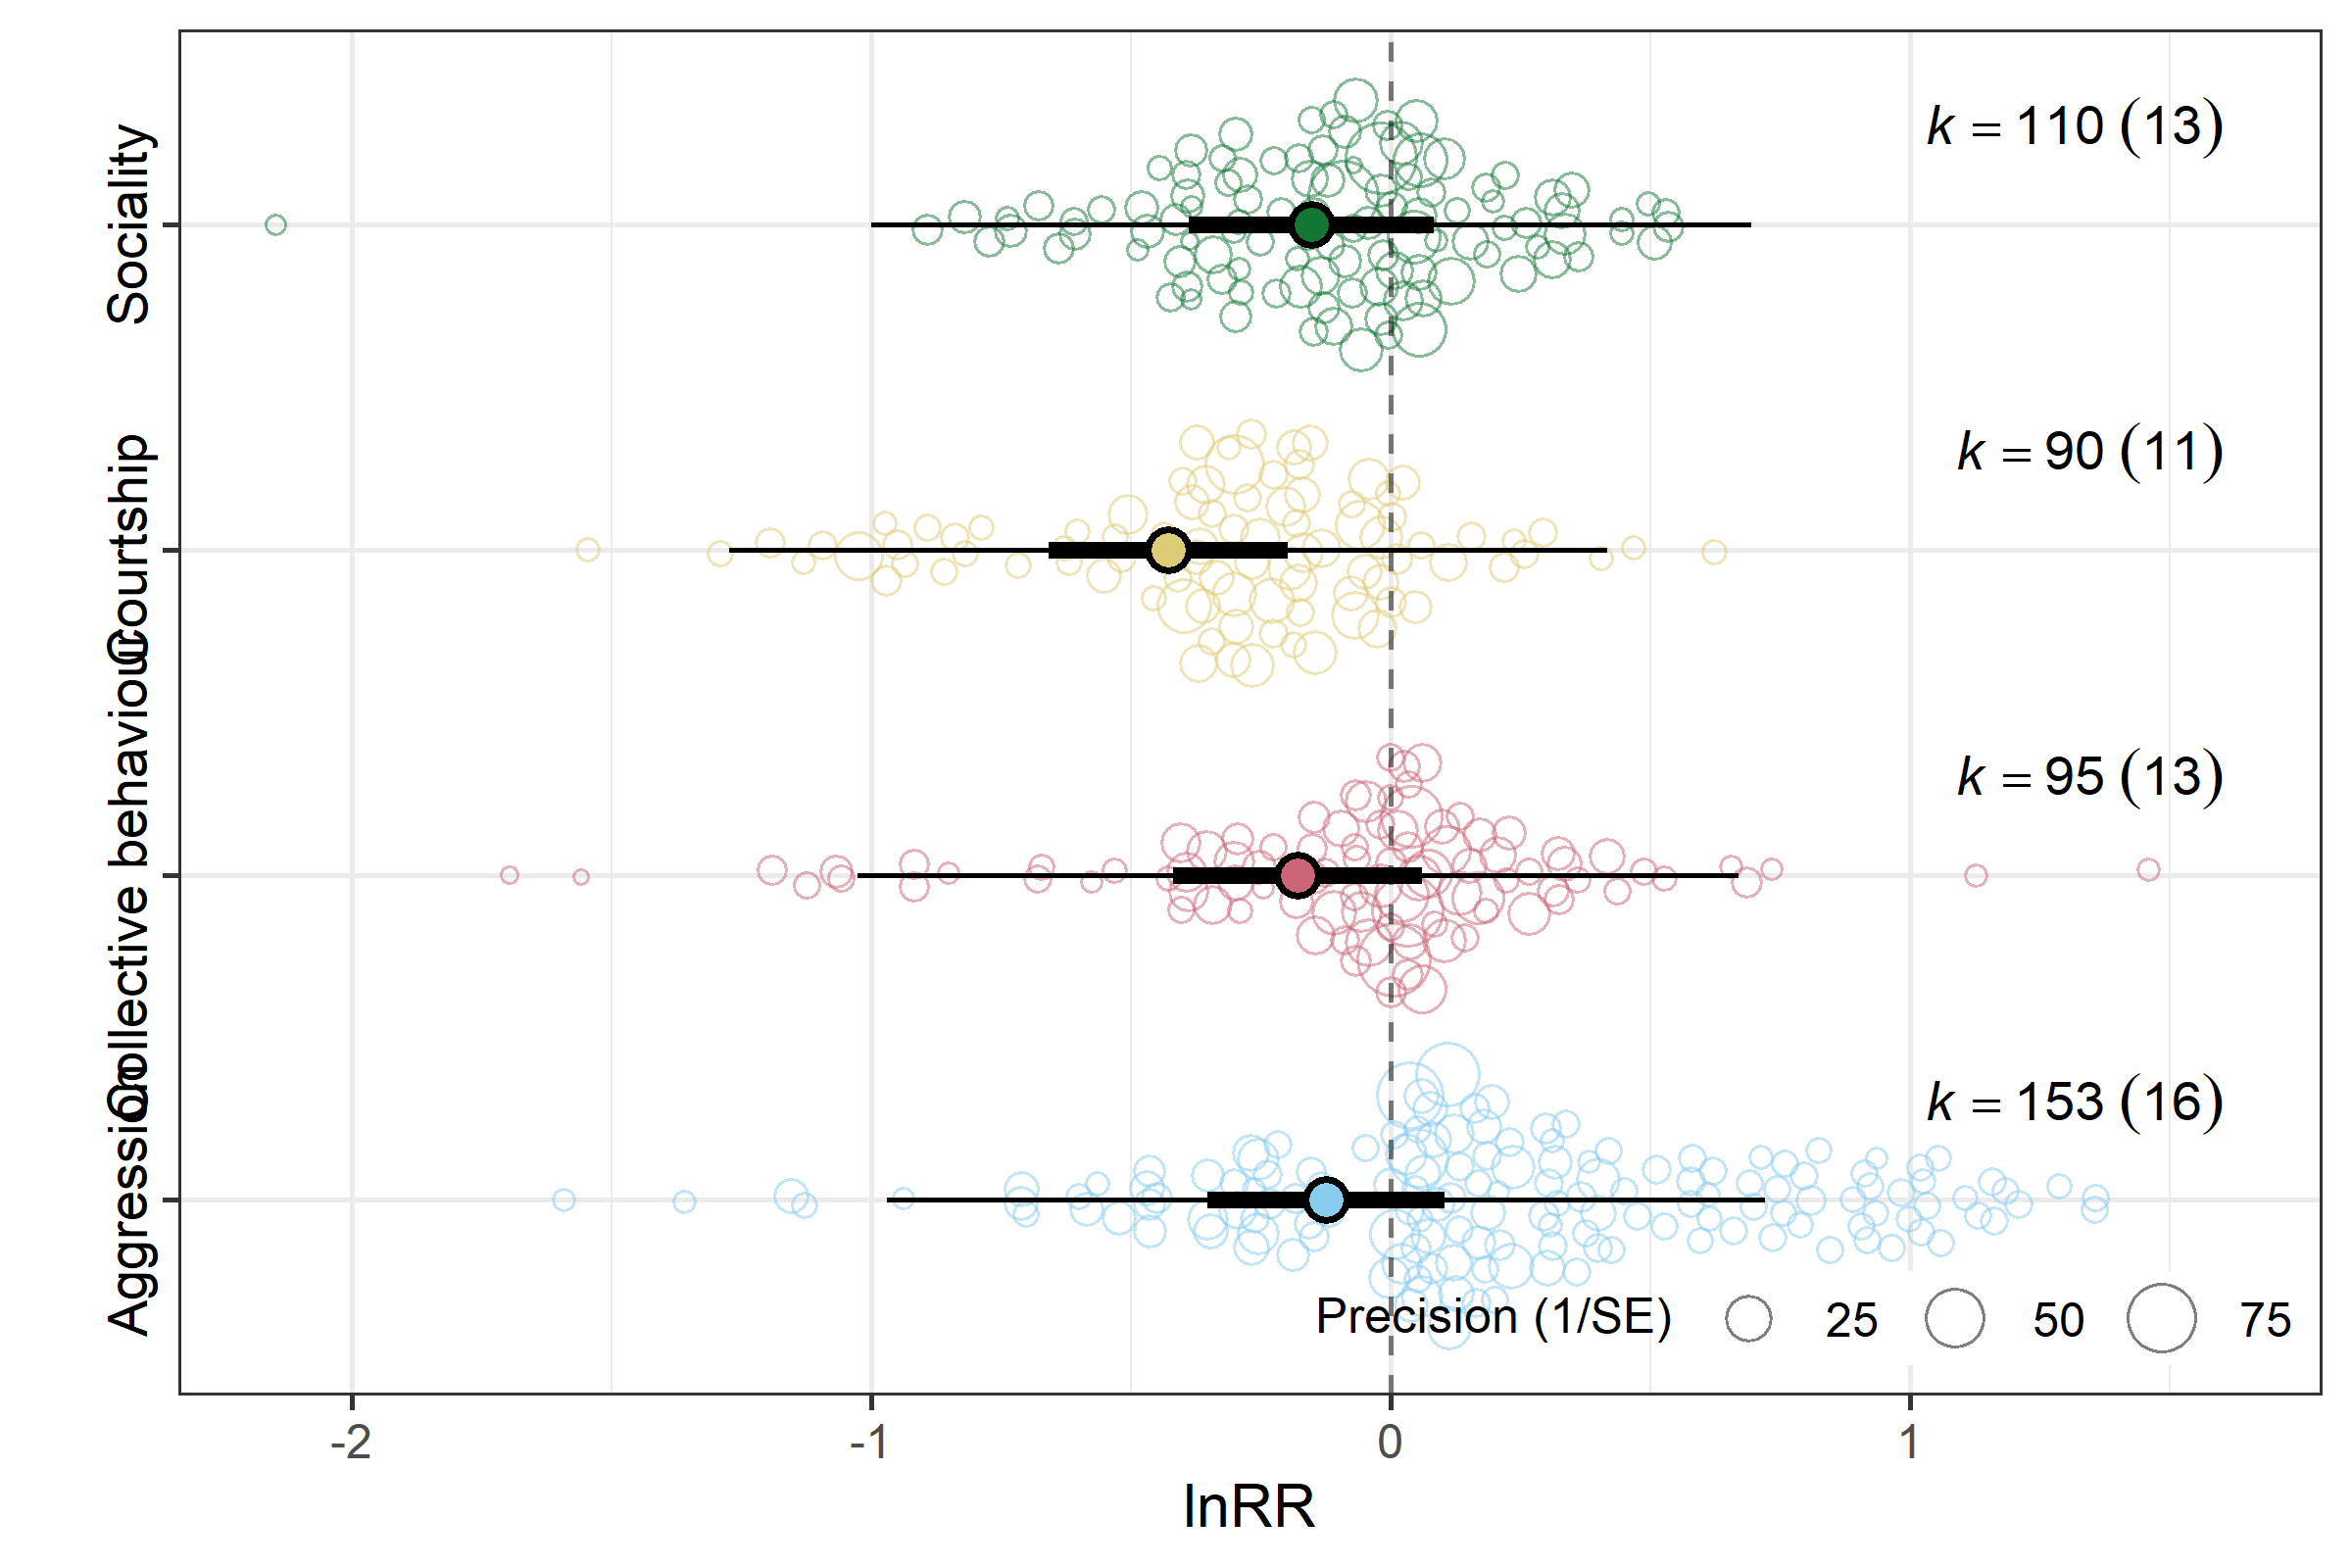 Sociality
k = 110 (13)
Courtship
k = 90 (11)
Collective behaviour
k = 95 (13)
Aggression
k = 153 (16)
Precision (1/SE) 25 50 75
-2 -1 0 1
lnRR